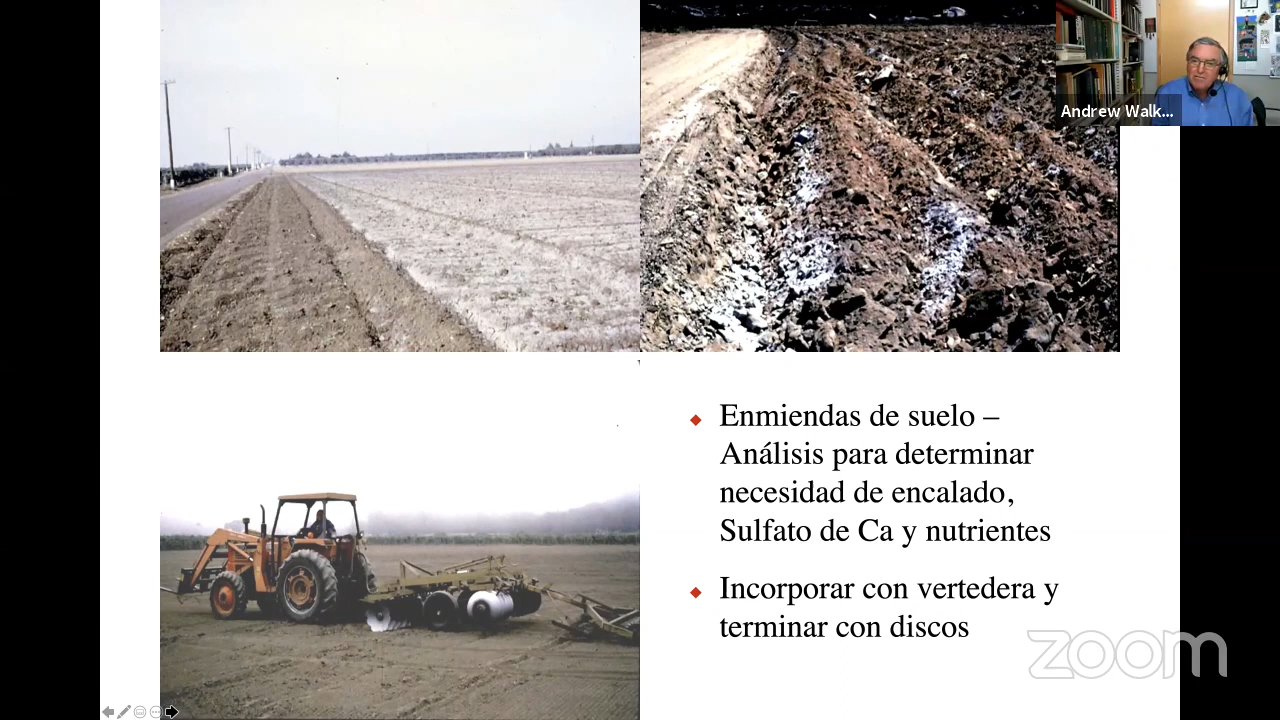 Andrew Walk...
Enmiendas de suelo –
Análisis para determinar
necesidad de encalado,
Sulfato de Ca y nutrientes
Incorporar con vertedera y
terminar con discos
zoom